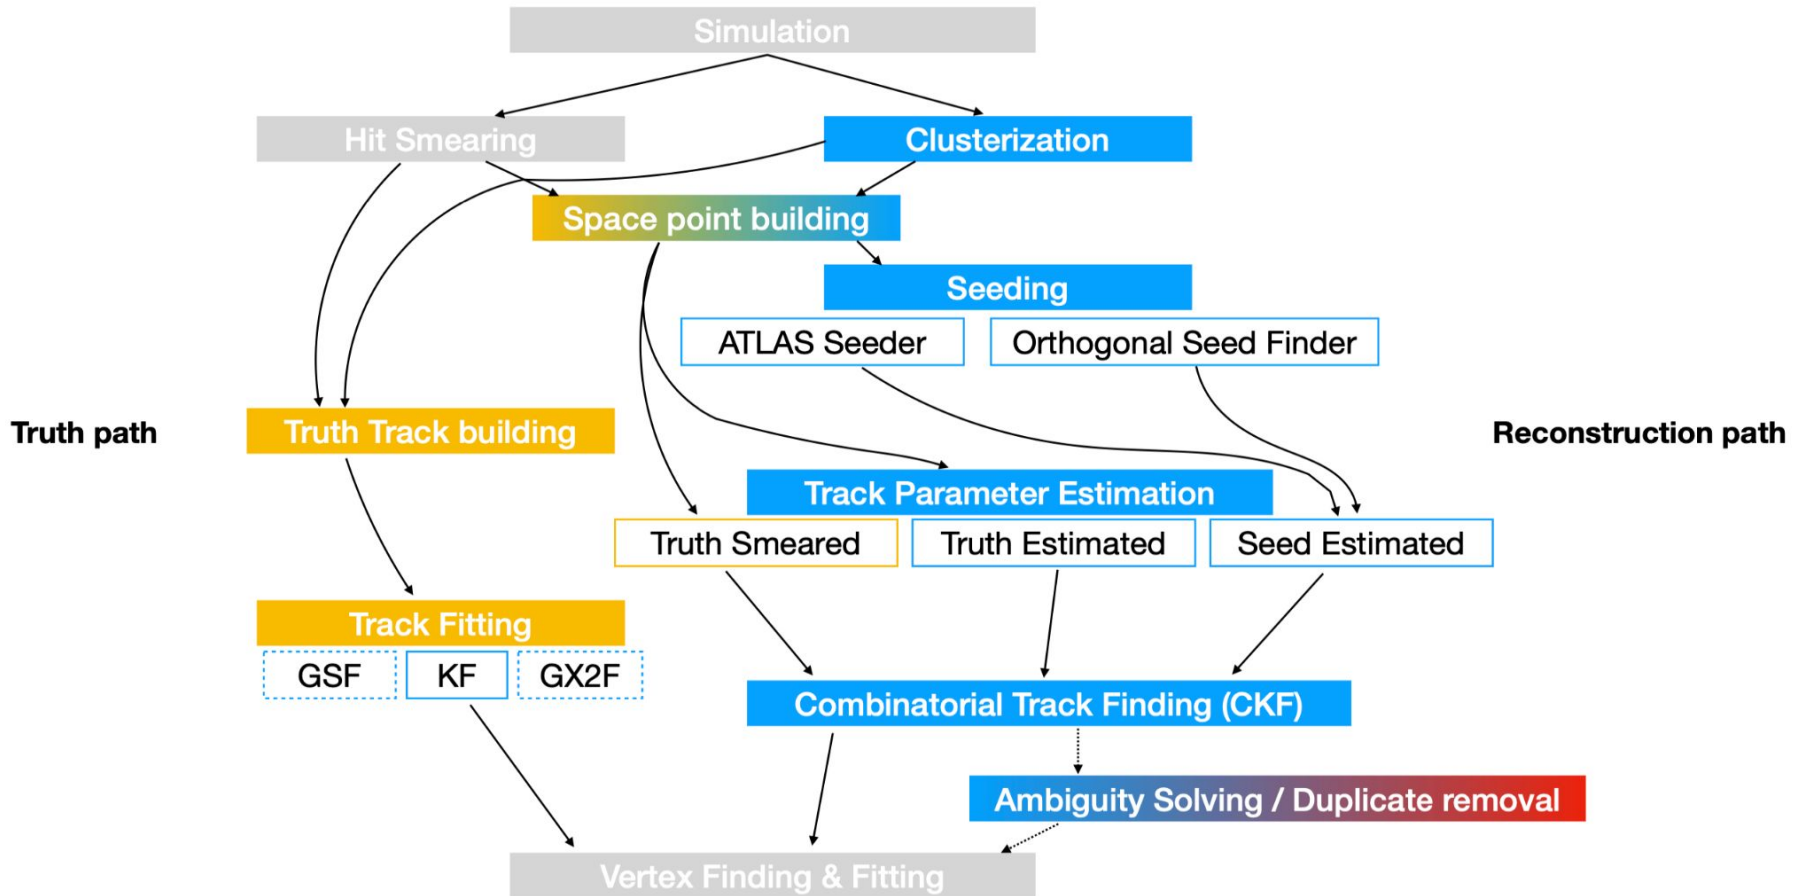 Simulation
Hit Smearing
Clusterization
Space point building
Seeding
ATLAS Seeder
Orthogonal Seed Finder
Truth path
Truth Track building
Reconstruction path
Track Parameter Estimation
Truth Smeared
Truth Estimated
Seed Estimated
Track Fitting
GSF
KF
GX2F
Combinatorial Track Finding (CKF)
Ambiguity Solving / Duplicate removal
Vertex Finding & Fitting